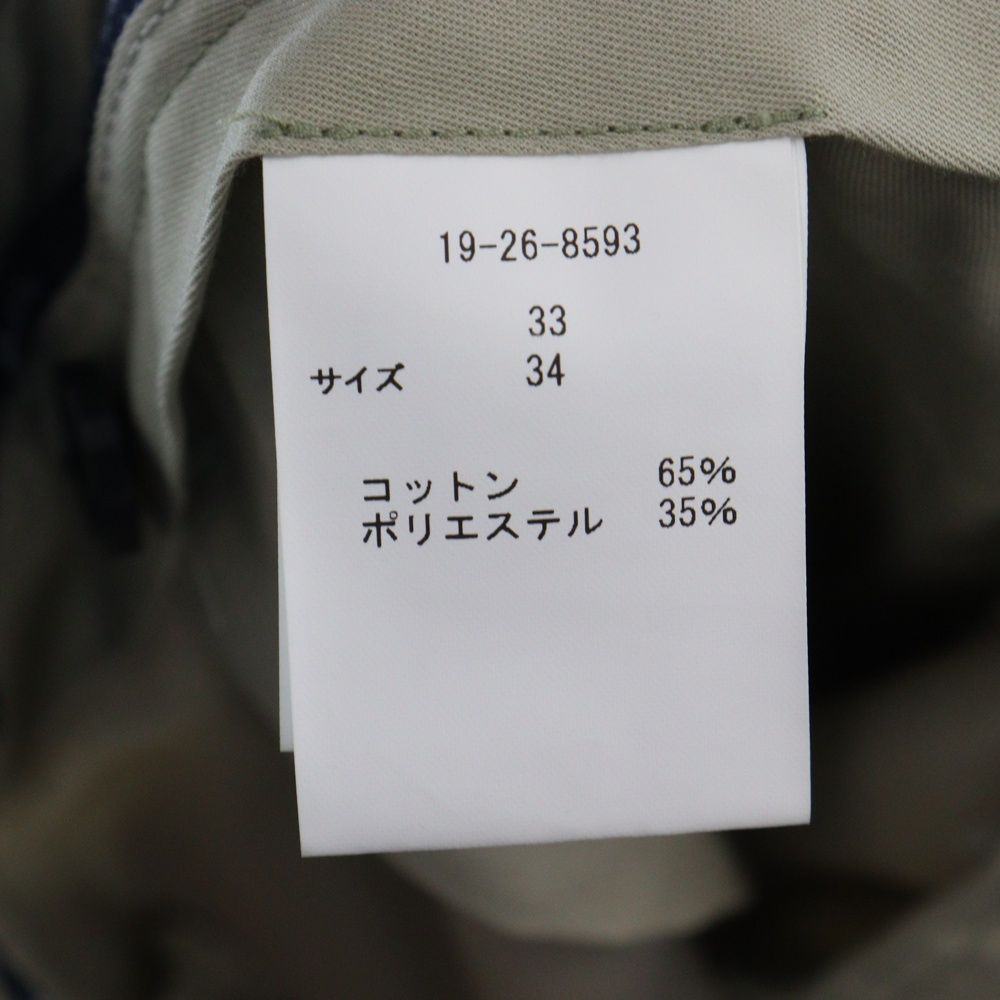 19-26-8593
33
サイズ 34
コットン 65%
ポリエステル 35%